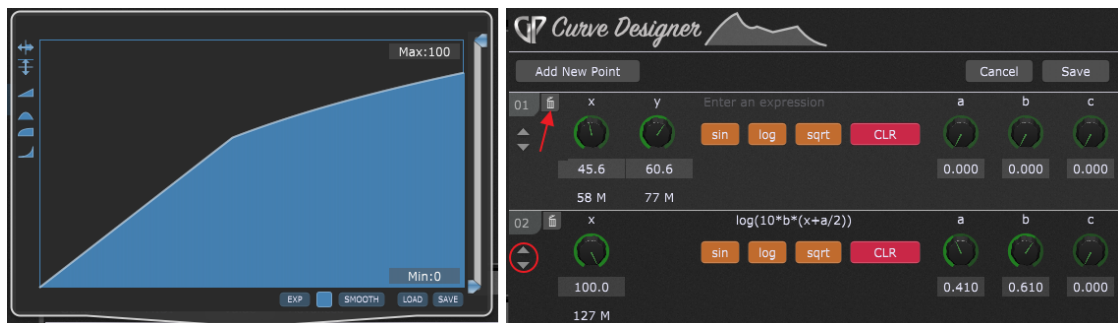 Max:100
Min:0
EXP SMOOTH LOAD SAVE
GP Curve Designer
Add New Point Cancel Save
01 x y Enter an expression a b c
sin log sqrt CLR
45.6 60.6 0.000 0.000 0.000
58 M 77 M
02 x log(10*b*(x+a/2)) a b c
sin log sqrt CLR
100.0 0.410 0.610 0.000
127 M